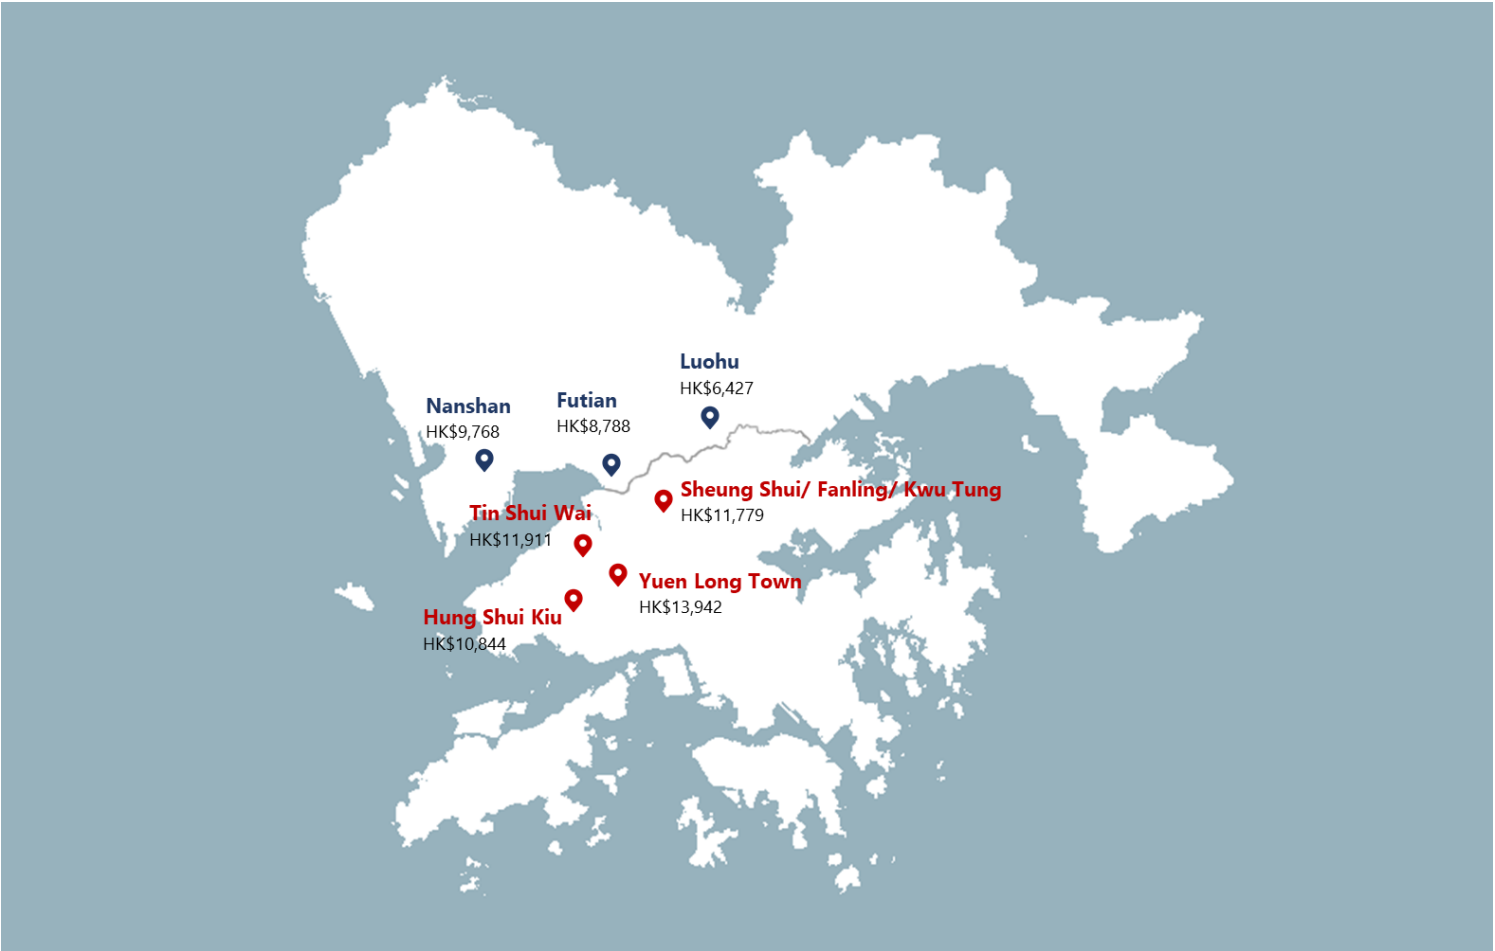 Luohu
HK$6,427
Futian
HK$8,788
Nanshan
HK$9,768
Sheung Shui/ Fanling/ Kwu Tung
HK$11,779
Tin Shui Wai
HK$11,911
Yuen Long Town
HK$13,942
Hung Shui Kiu
HK$10,844